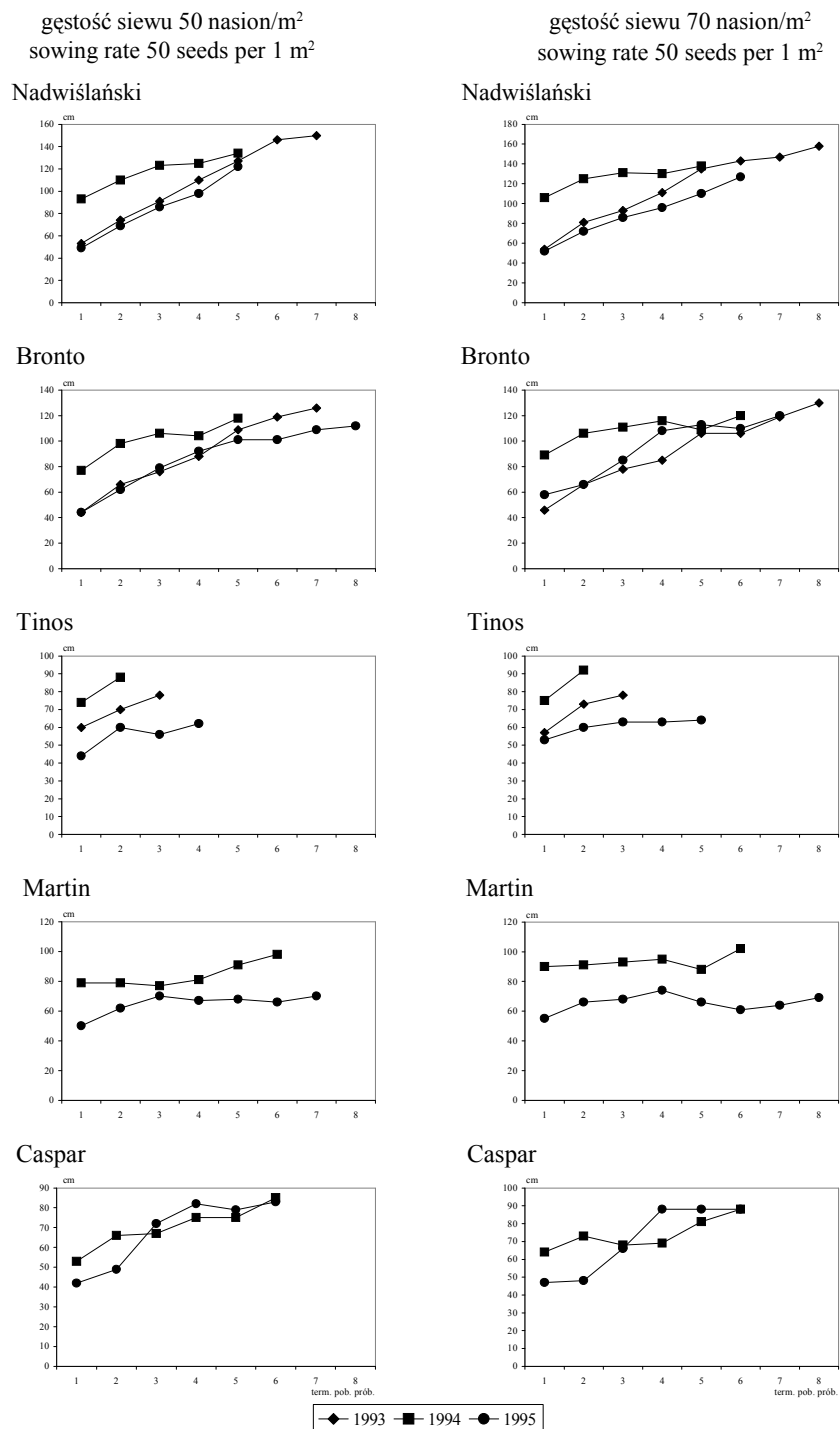 gęstość siewu 50 nasion/m²
sowing rate 50 seeds per 1 m²
gęstość siewu 70 nasion/m²
sowing rate 50 seeds per 1 m²
Nadwiślański
cm
160
140
120
100
80
60
40
20
0
1 2 3 4 5 6 7 8
Nadwiślański
cm
180
160
140
120
100
80
60
40
20
0
1 2 3 4 5 6 7 8
Bronto
cm
140
120
100
80
60
40
20
0
1 2 3 4 5 6 7 8
Bronto
cm
140
120
100
80
60
40
20
0
1 2 3 4 5 6 7 8
Tinos
cm
100
90
80
70
60
50
40
30
20
10
0
1 2 3 4 5 6 7 8
Tinos
cm
100
90
80
70
60
50
40
30
20
10
0
1 2 3 4 5 6 7 8
Martin
cm
120
100
80
60
40
20
0
1 2 3 4 5 6 7 8
Martin
cm
120
100
80
60
40
20
0
1 2 3 4 5 6 7 8
Caspar
cm
90
80
70
60
50
40
30
20
10
0
1 2 3 4 5 6 7 8
term. pob. prób.
Caspar
cm
100
90
80
70
60
50
40
30
20
10
0
1 2 3 4 5 6 7 8
term. pob. prób.
1993 1994 1995